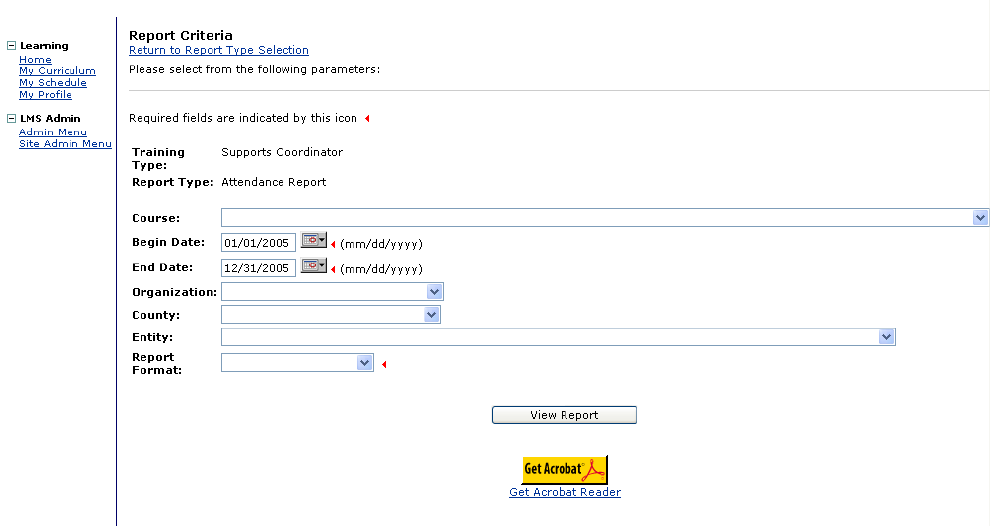 Learning
Home
My Curriculum
My Schedule
My Profile
LMS Admin
Admin Menu
Site Admin Menu
Report Criteria
Return to Report Type Selection
Please select from the following parameters:
Required fields are indicated by this icon
Training Type: Supports Coordinator
Report Type: Attendance Report
Course:
Begin Date: 01/01/2005 (mm/dd/yyyy)
End Date: 12/31/2005 (mm/dd/yyyy)
Organization:
County:
Entity:
Report Format:
View Report
Get Acrobat
Get Acrobat Reader